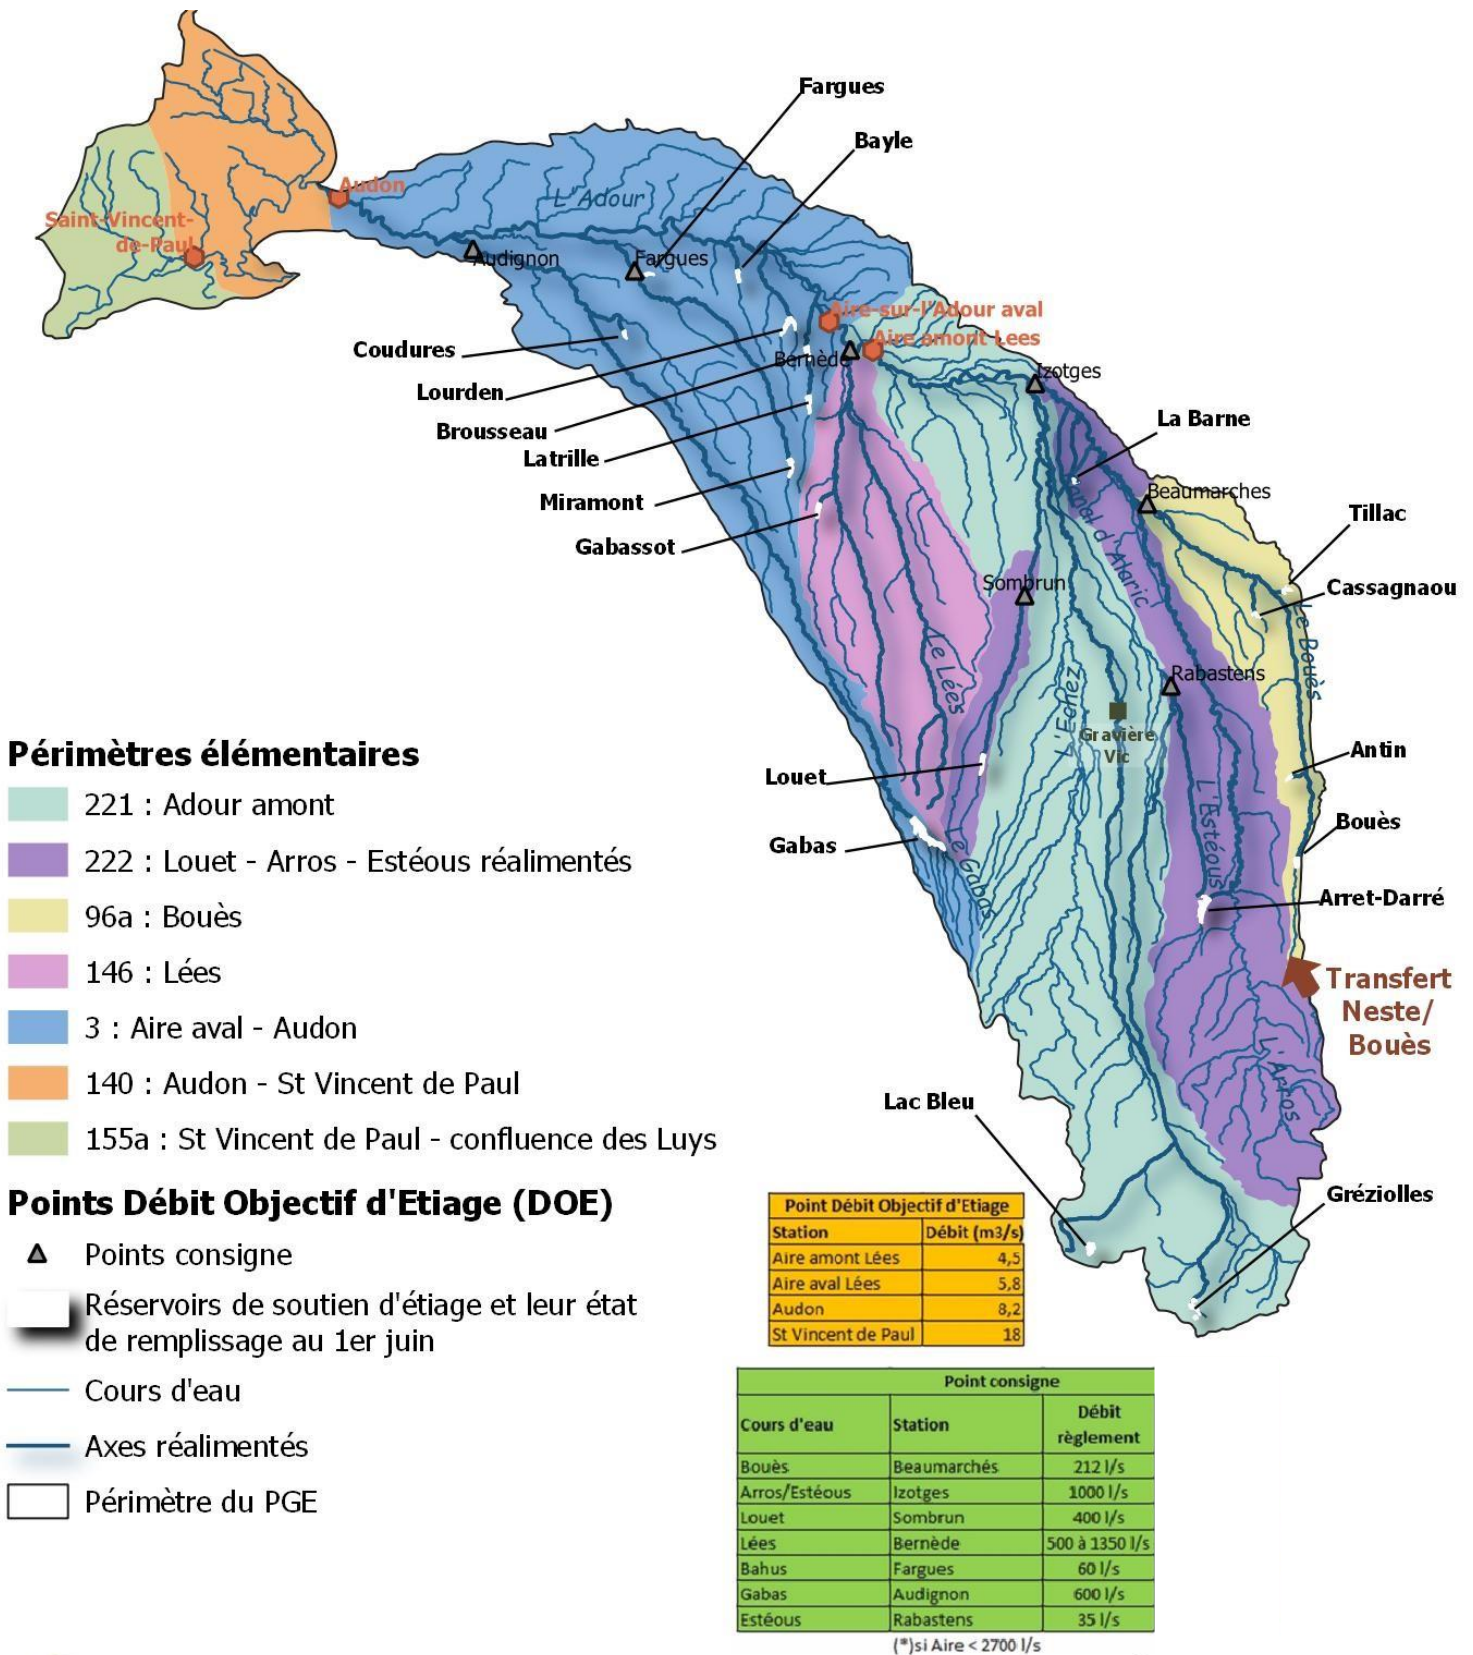 Fargues
Bayle
Audon
L'Adour
Saint-Vincent-
de-Paul
Audignon
Fargues
Aire-sur-l'Adour aval
Aire amont Lees
Coudures
Bernède
Izotges
Lourden
La Barne
Brousseau
Latrille
Miramont
Beaumarches
Tillac
Gabassot
Canal d'Alaric
Sombrun
Cassagnaou
Le Bouès
Le Lées
Rabastens
L'Echez
Gravière
Vic
Antin
Louet
L'Estéous
Bouès
Gabas
Le Gabas
Arret-Darré
Transfert
Neste/
Bouès
L'Arros
Lac Bleu
Gréziolles
Périmètres élémentaires
221 : Adour amont
222 : Louet - Arros - Estéous réalimentés
96a : Bouès
146 : Lées
3 : Aire aval - Audon
140 : Audon - St Vincent de Paul
155a : St Vincent de Paul - confluence des Luys
Points Débit Objectif d'Etiage (DOE)
Points consigne
Réservoirs de soutien d'étiage et leur état
de remplissage au 1er juin
Cours d'eau
Axes réalimentés
Périmètre du PGE
Point Débit Objectif d'Etiage
Station Débit (m3/s)
Aire amont Lées 4,5
Aire aval Lées 5,8
Audon 8,2
St Vincent de Paul 18
Point consigne
Cours d'eau Station Débit
règlement
Bouès Beaumarchés 212 l/s
Arros/Estéous Izotges 1000 l/s
Louet Sombrun 400 l/s
Lées Bernède 500 à 1350 l/s
Bahus Fargues 60 l/s
Gabas Audignon 600 l/s
Estéous Rabastens 35 l/s
(*)si Aire < 2700 l/s